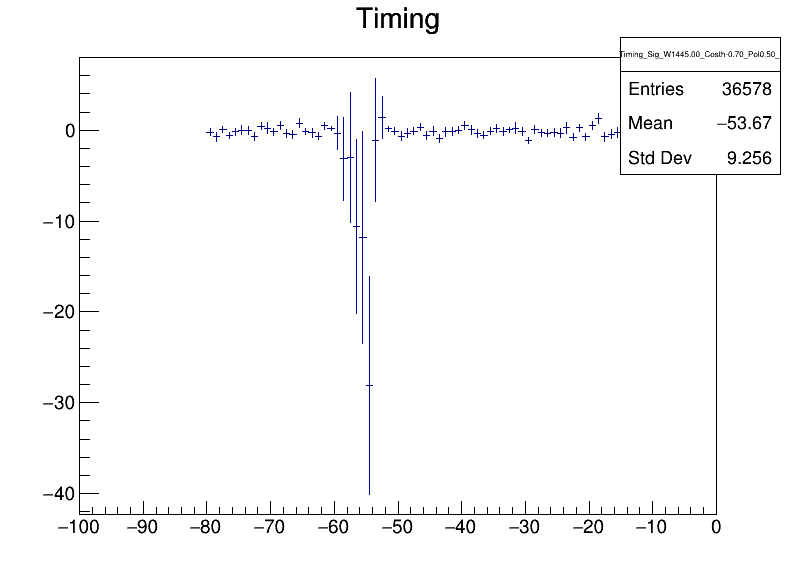 Timing
Timing_Sig_W1445.00_Costh-0.70_Pol0.50_
Entries 36578
Mean −53.67
Std Dev 9.256
0
−10
−20
−30
−40
−100 −90 −80 −70 −60 −50 −40 −30 −20 −10 0